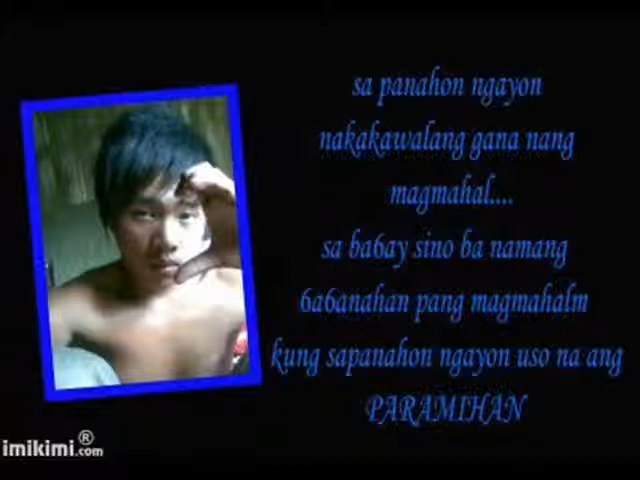 sa panahon ngayon
nakakawalang gana nang
magmahal....
sa ba6ay sino ba namang
6a6anahan pang magmahalm
kung sapanahon ngayon uso na ang
PARAMIHAN
imikimi.com®